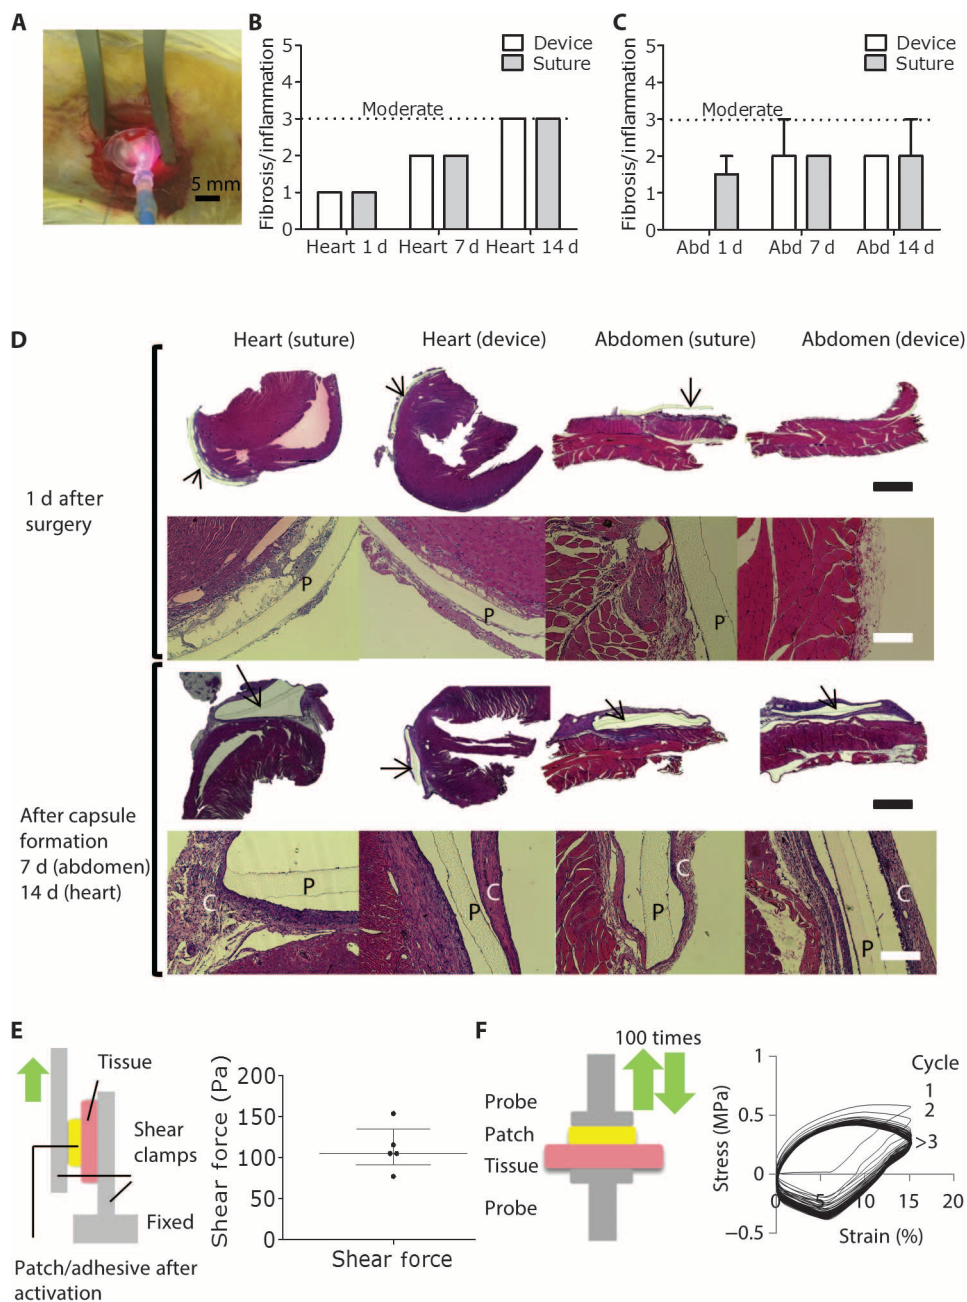 A
5 mm
B
Fibrosis/inflammation
5
4
3
2
1
0
Device
Suture
Moderate
Heart 1 d
Heart 7 d
Heart 14 d
C
Fibrosis/inflammation
5
4
3
2
1
0
Device
Suture
Moderate
Abd 1 d
Abd 7 d
Abd 14 d
D
Heart (suture)
Heart (device)
Abdomen (suture)
Abdomen (device)
1 d after
surgery
P
P
P
After capsule
formation
7 d (abdomen)
14 d (heart)
C
P
P
C
P
C
P
C
E
Tissue
Shear
clamps
Fixed
Patch/adhesive after
activation
Shear force (Pa)
200
150
100
50
0
Shear force
F
100 times
Probe
Patch
Tissue
Probe
Stress (MPa)
1
0.5
0
−0.5
0
5
10
15
20
Strain (%)
Cycle
1
2
>3